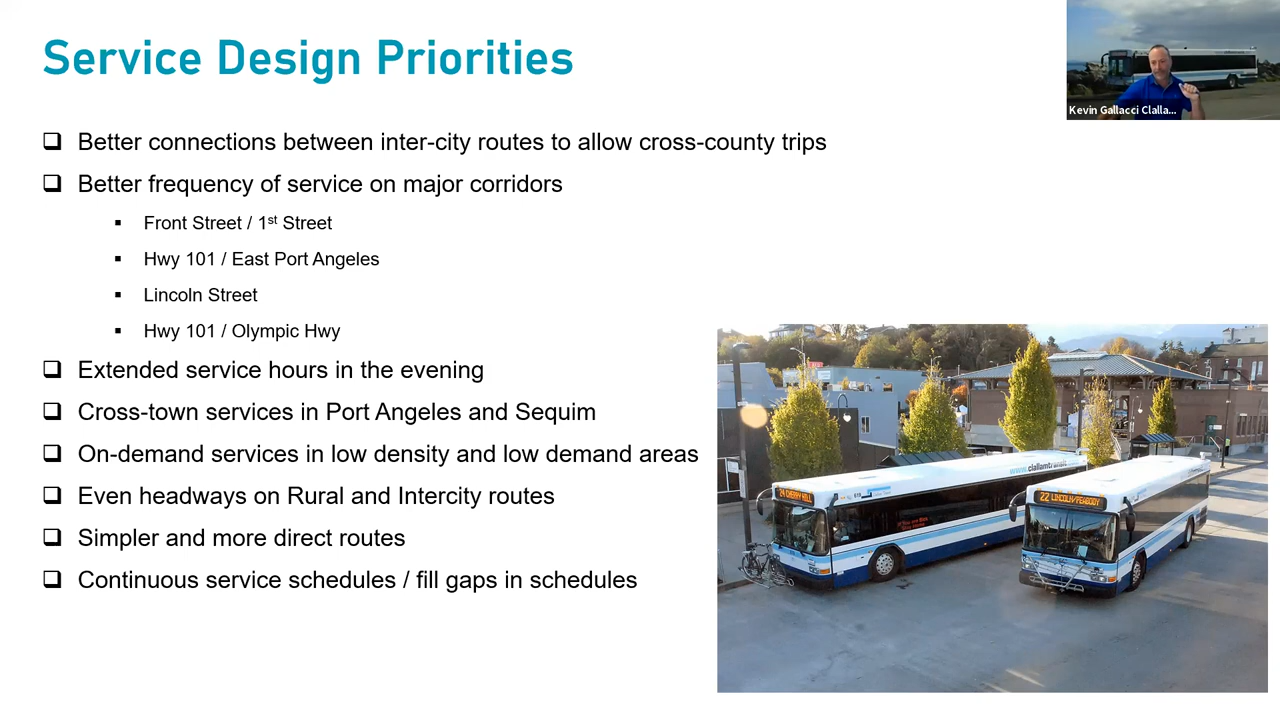 Service Design Priorities
Kevin Gallacci Clalla...
❑ Better connections between inter-city routes to allow cross-county trips
❑ Better frequency of service on major corridors
▪ Front Street / 1st Street
▪ Hwy 101 / East Port Angeles
▪ Lincoln Street
▪ Hwy 101 / Olympic Hwy
❑ Extended service hours in the evening
❑ Cross-town services in Port Angeles and Sequim
❑ On-demand services in low density and low demand areas
❑ Even headways on Rural and Intercity routes
❑ Simpler and more direct routes
❑ Continuous service schedules / fill gaps in schedules
www.clallamtransit
24 CHERRY HILL
22 LINCOLN/PEABODY